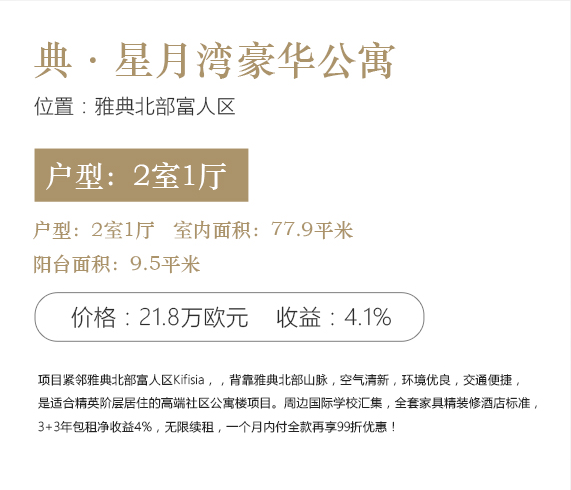 典·星月湾豪华公寓
位置：雅典北部富人区
户型：2室1厅
户型：2室1厅 室内面积：77.9平米
阳台面积：9.5平米
价格：21.8万欧元 收益：4.1%
项目紧邻雅典北部富人区Kifisia，，背靠雅典北部山脉，空气清新，环境优良，交通便捷，
是适合精英阶层居住的高端社区公寓楼项目。周边国际学校汇集，全套家具精装修酒店标准，
3+3年包租净收益4%，无限续租，一个月内付全款再享99折优惠！